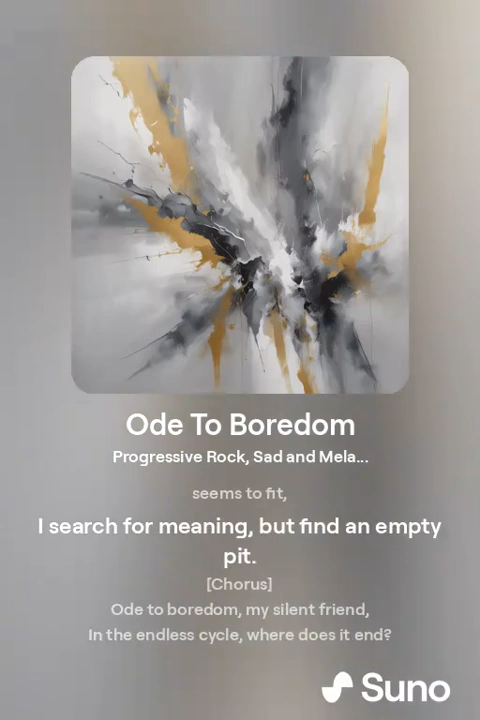 Ode To Boredom
Progressive Rock, Sad and Mela...
seems to fit,
I search for meaning, but find an empty
pit.
[Chorus]
Ode to boredom, my silent friend,
In the endless cycle, where does it end?
Suno